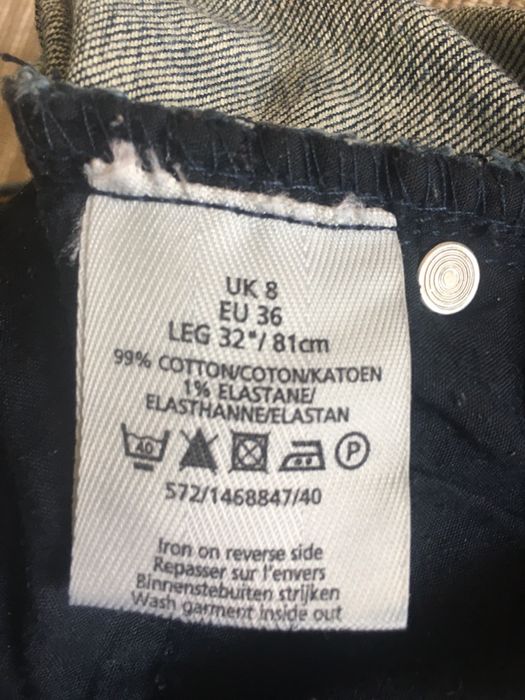 UK 8
EU 36
LEG 32"/81cm
99% COTTON/COTON/KATOEN
1% ELASTANE/
ELASTHANNE/ELASTAN
40 P
572/1468847/40
Iron on reverse side
Repasser sur l'envers
Binnenstebuiten strijken
Wash garment inside out